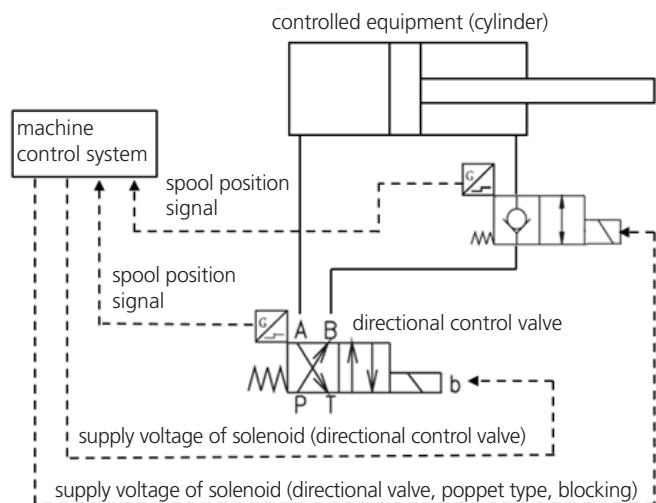 controlled equipment (cylinder)
machine
control system
spool position
signal
G
spool position
signal
G
A B
directional control valve
P T
b
supply voltage of solenoid (directional control valve)
supply voltage of solenoid (directional valve, poppet type, blocking)